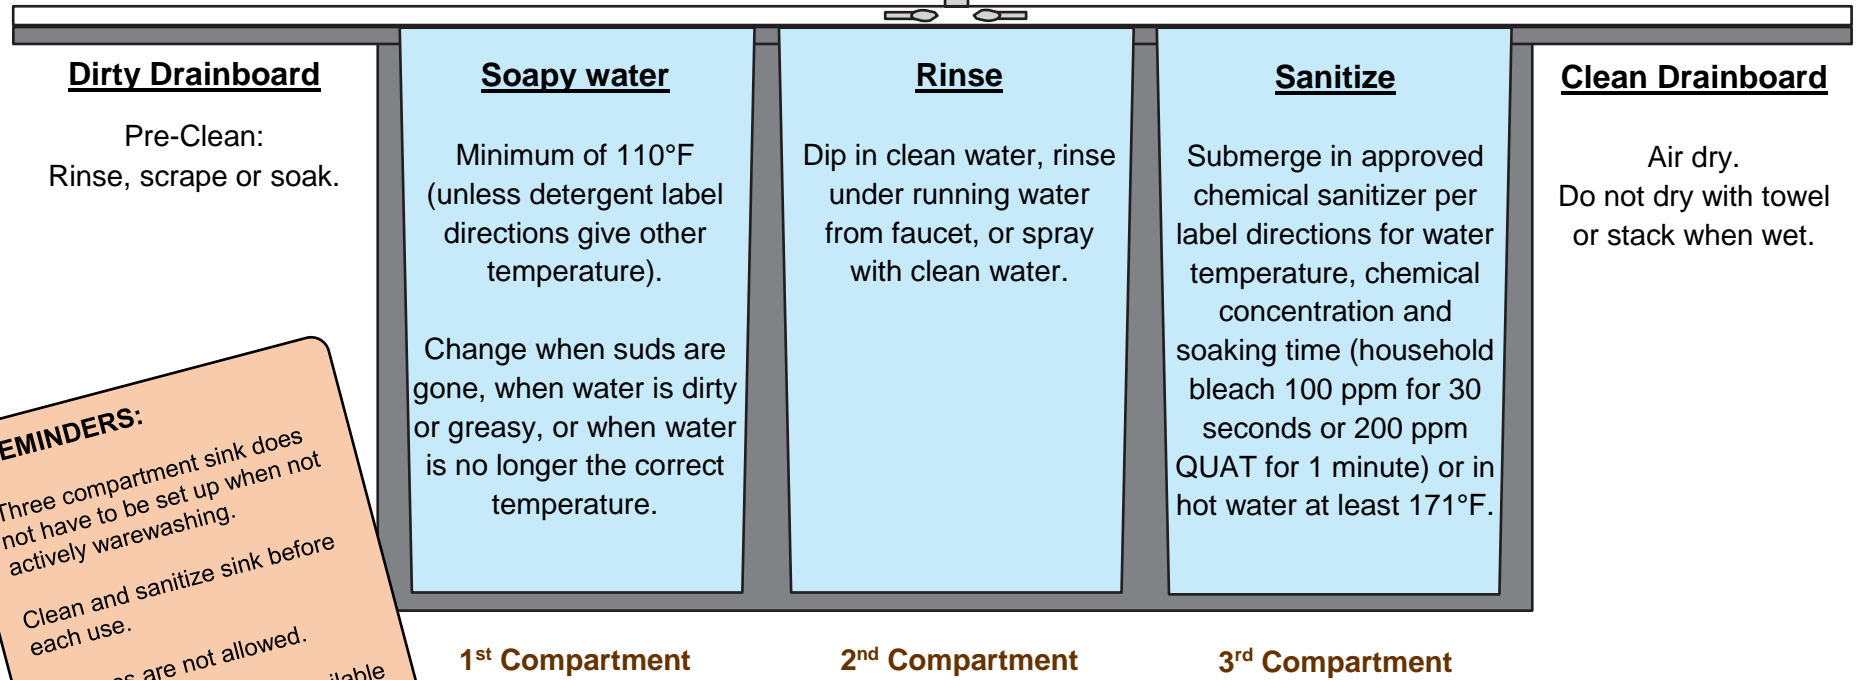 Dirty Drainboard
Pre-Clean:
Rinse, scrape or soak.
Soapy water
Minimum of 110°F
(unless detergent label
directions give other
temperature).
Change when suds are
gone, when water is dirty
or greasy, or when water
is no longer the correct
temperature.
Rinse
Dip in clean water, rinse
under running water
from faucet, or spray
with clean water.
Sanitize
Submerge in approved
chemical sanitizer per
label directions for water
temperature, chemical
concentration and
soaking time (household
bleach 100 ppm for 30
seconds or 200 ppm
QUAT for 1 minute) or in
hot water at least 171°F.
Clean Drainboard
Air dry.
Do not dry with towel
or stack when wet.
EMINDERS:
Three compartment sink does
not have to be set up when not
actively warewashing.
Clean and sanitize sink before
each use.
are not allowed.
1st Compartment
2nd Compartment
3rd Compartment